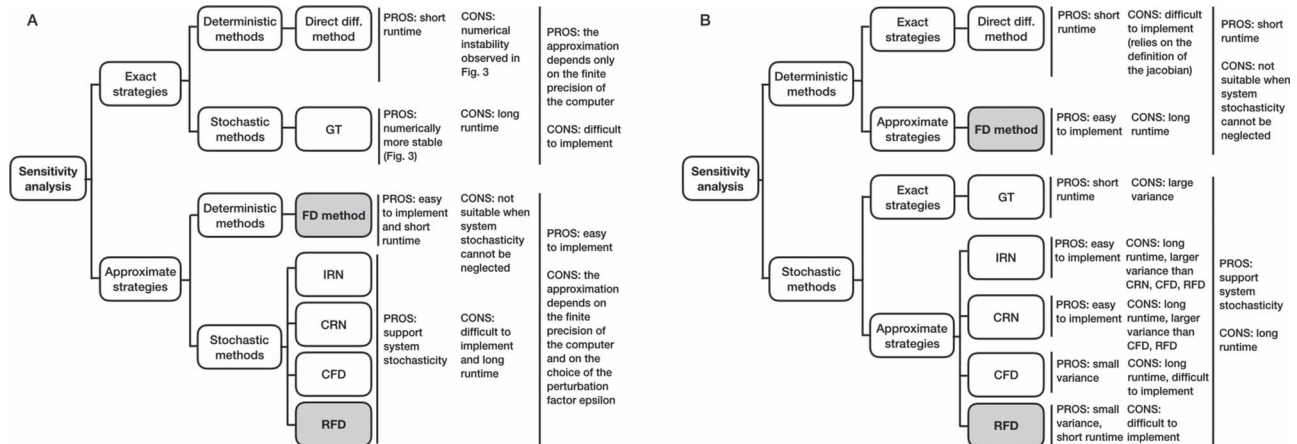 A
Sensitivity
analysis
Exact
strategies
Approximate
strategies
Deterministic
methods
Direct diff.
method
PROS: short
runtime
CONS:
numerical
instability
observed in
Fig. 3
Stochastic
methods
GT
PROS:
numerically
more stable
(Fig. 3)
CONS: long
runtime
PROS: the
approximation
depends only
on the finite
precision of
the computer
CONS: difficult
to implement
Deterministic
methods
FD method
PROS: easy
to implement
and short
runtime
CONS: not
suitable when
system
stochasticity
cannot be
neglected
Stochastic
methods
IRN
CRN
CFD
RFD
PROS:
support
system
stochasticity
CONS:
difficult to
implement
and long
runtime
PROS: easy
to implement
CONS: the
approximation
depends on
the finite
precision of
the computer
and on the
choice of the
perturbation
factor epsilon
B
Sensitivity
analysis
Deterministic
methods
Stochastic
methods
Exact
strategies
Direct diff.
method
PROS: short
runtime
CONS: difficult
to implement
(relies on the
definition of
the jacobian)
Approximate
strategies
FD method
PROS: easy
to implement
CONS: long
runtime
PROS: short
runtime
CONS: not
suitable when
system
stochasticity
cannot be
neglected
Exact
strategies
GT
PROS: short
runtime
CONS: large
variance
Approximate
strategies
IRN
PROS: easy
to implement
CONS: long
runtime, larger
variance than
CRN, CFD, RFD
CRN
PROS: easy
to implement
CONS: long
runtime, larger
variance than
CFD, RFD
CFD
PROS: small
variance
CONS: long
runtime, difficult
to implement
RFD
PROS: small
variance,
short runtime
CONS:
difficult to
implement
PROS:
support
system
stochasticity
CONS: long
runtime